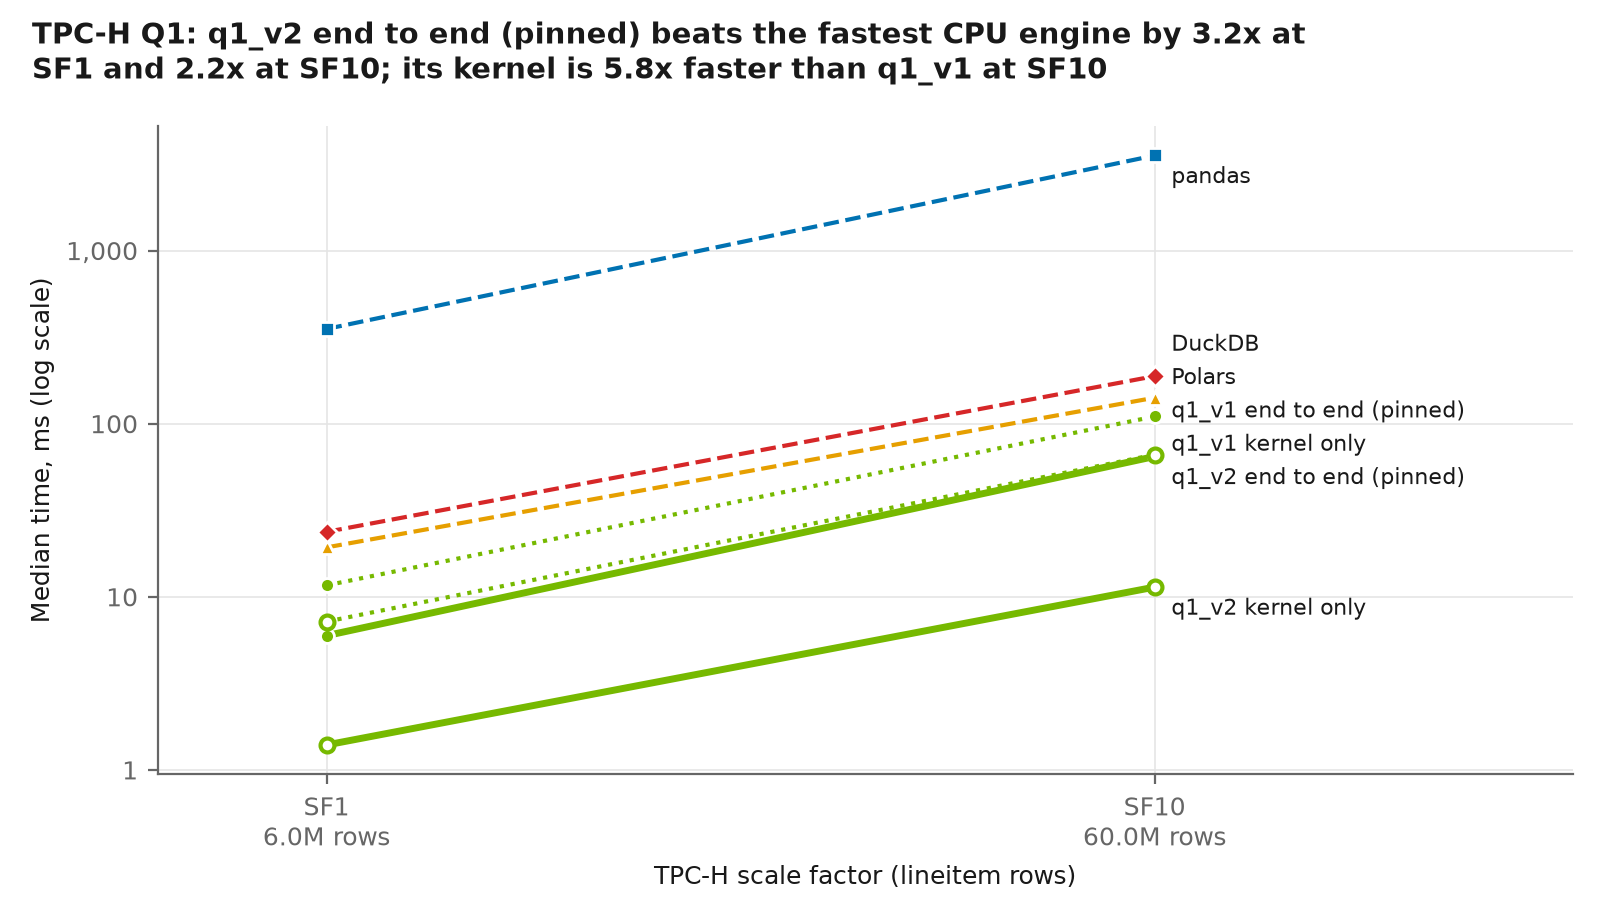 TPC-H Q1: q1_v2 end to end (pinned) beats the fastest CPU engine by 3.2x at
SF1 and 2.2x at SF10; its kernel is 5.8x faster than q1_v1 at SF10
Median time, ms (log scale)
1,000
100
10
1
pandas
DuckDB
Polars
q1_v1 end to end (pinned)
q1_v1 kernel only
q1_v2 end to end (pinned)
q1_v2 kernel only
SF1
6.0M rows
SF10
60.0M rows
TPC-H scale factor (lineitem rows)